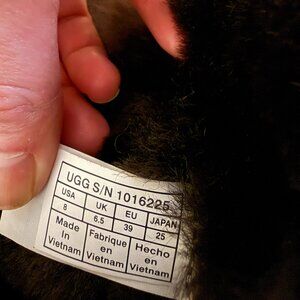 UGG S/N 1016225
USA UK EU JAPAN
8 6.5 39 25
Made Fabriqué Hecho
in en en
Vietnam Vietnam Vietnam